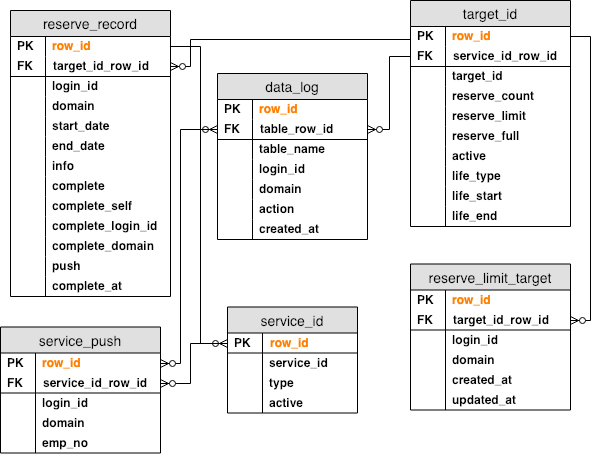 reserve_record
PK row_id
FK target_id_row_id
login_id
domain
start_date
end_date
info
complete
complete_self
complete_login_id
complete_domain
push
complete_at
data_log
PK row_id
FK table_row_id
table_name
login_id
domain
action
created_at
target_id
PK row_id
FK service_id_row_id
target_id
reserve_count
reserve_limit
reserve_full
active
life_type
life_start
life_end
service_push
PK row_id
FK service_id_row_id
login_id
domain
emp_no
service_id
PK row_id
service_id
type
active
reserve_limit_target
PK row_id
FK target_id_row_id
login_id
domain
created_at
updated_at